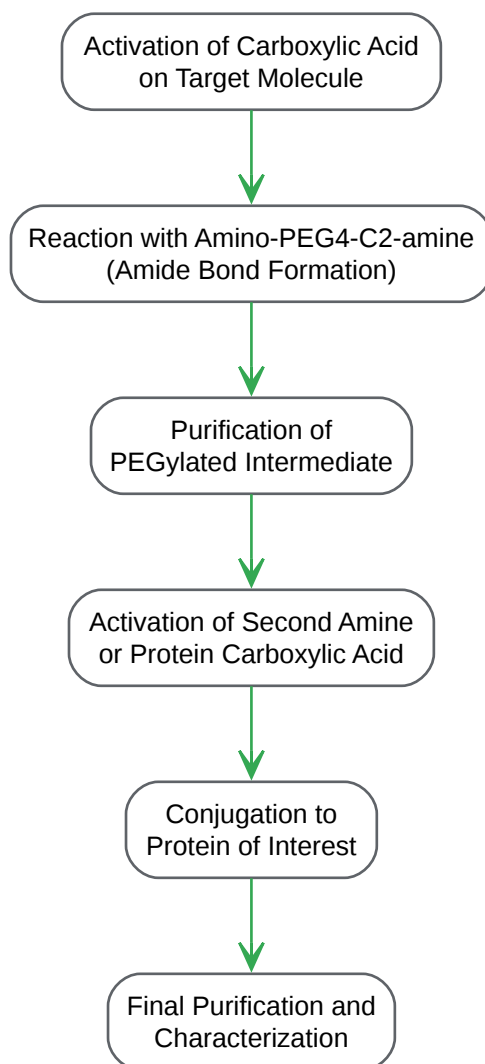 Activation of Carboxylic Acid
on Target Molecule
Reaction with Amino-PEG4-C2-amine
(Amide Bond Formation)
Purification of
PEGylated Intermediate
Activation of Second Amine
or Protein Carboxylic Acid
Conjugation to
Protein of Interest
Final Purification and
Characterization